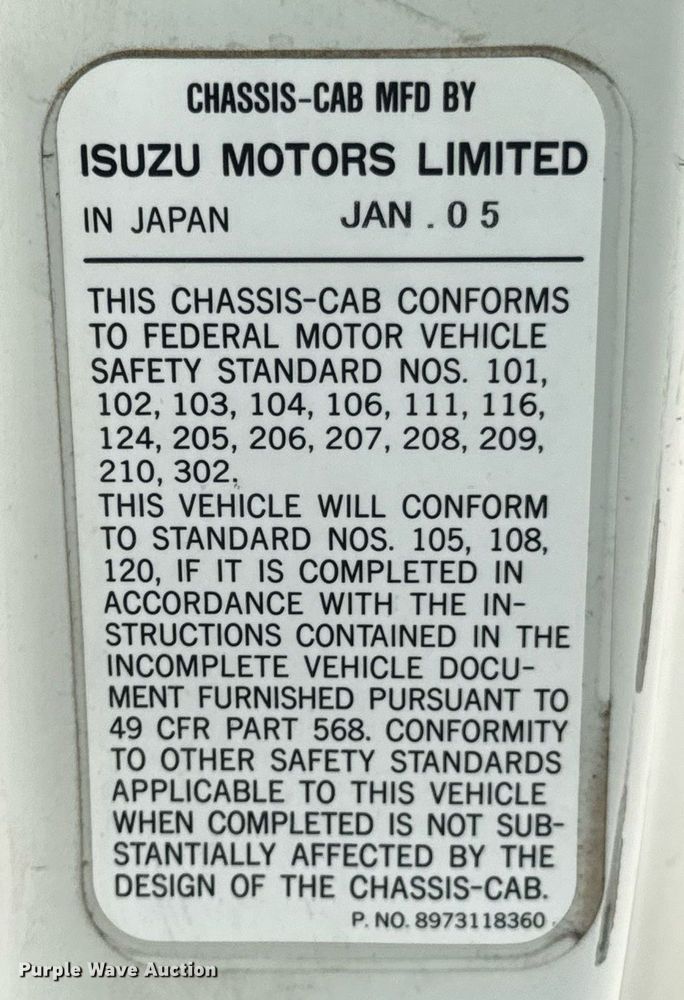 CHASSIS-CAB MFD BY
ISUZU MOTORS LIMITED
IN JAPAN JAN . 0 5
THIS CHASSIS-CAB CONFORMS
TO FEDERAL MOTOR VEHICLE
SAFETY STANDARD NOS. 101,
102, 103, 104, 106, 111, 116,
124, 205, 206, 207, 208, 209,
210, 302.
THIS VEHICLE WILL CONFORM
TO STANDARD NOS. 105, 108,
120, IF IT IS COMPLETED IN
ACCORDANCE WITH THE IN-
STRUCTIONS CONTAINED IN THE
INCOMPLETE VEHICLE DOCU-
MENT FURNISHED PURSUANT TO
49 CFR PART 568. CONFORMITY
TO OTHER SAFETY STANDARDS
APPLICABLE TO THIS VEHICLE
WHEN COMPLETED IS NOT SUB-
STANTIALLY AFFECTED BY THE
DESIGN OF THE CHASSIS-CAB.
P. NO. 8973118360
Purple Wave Auction